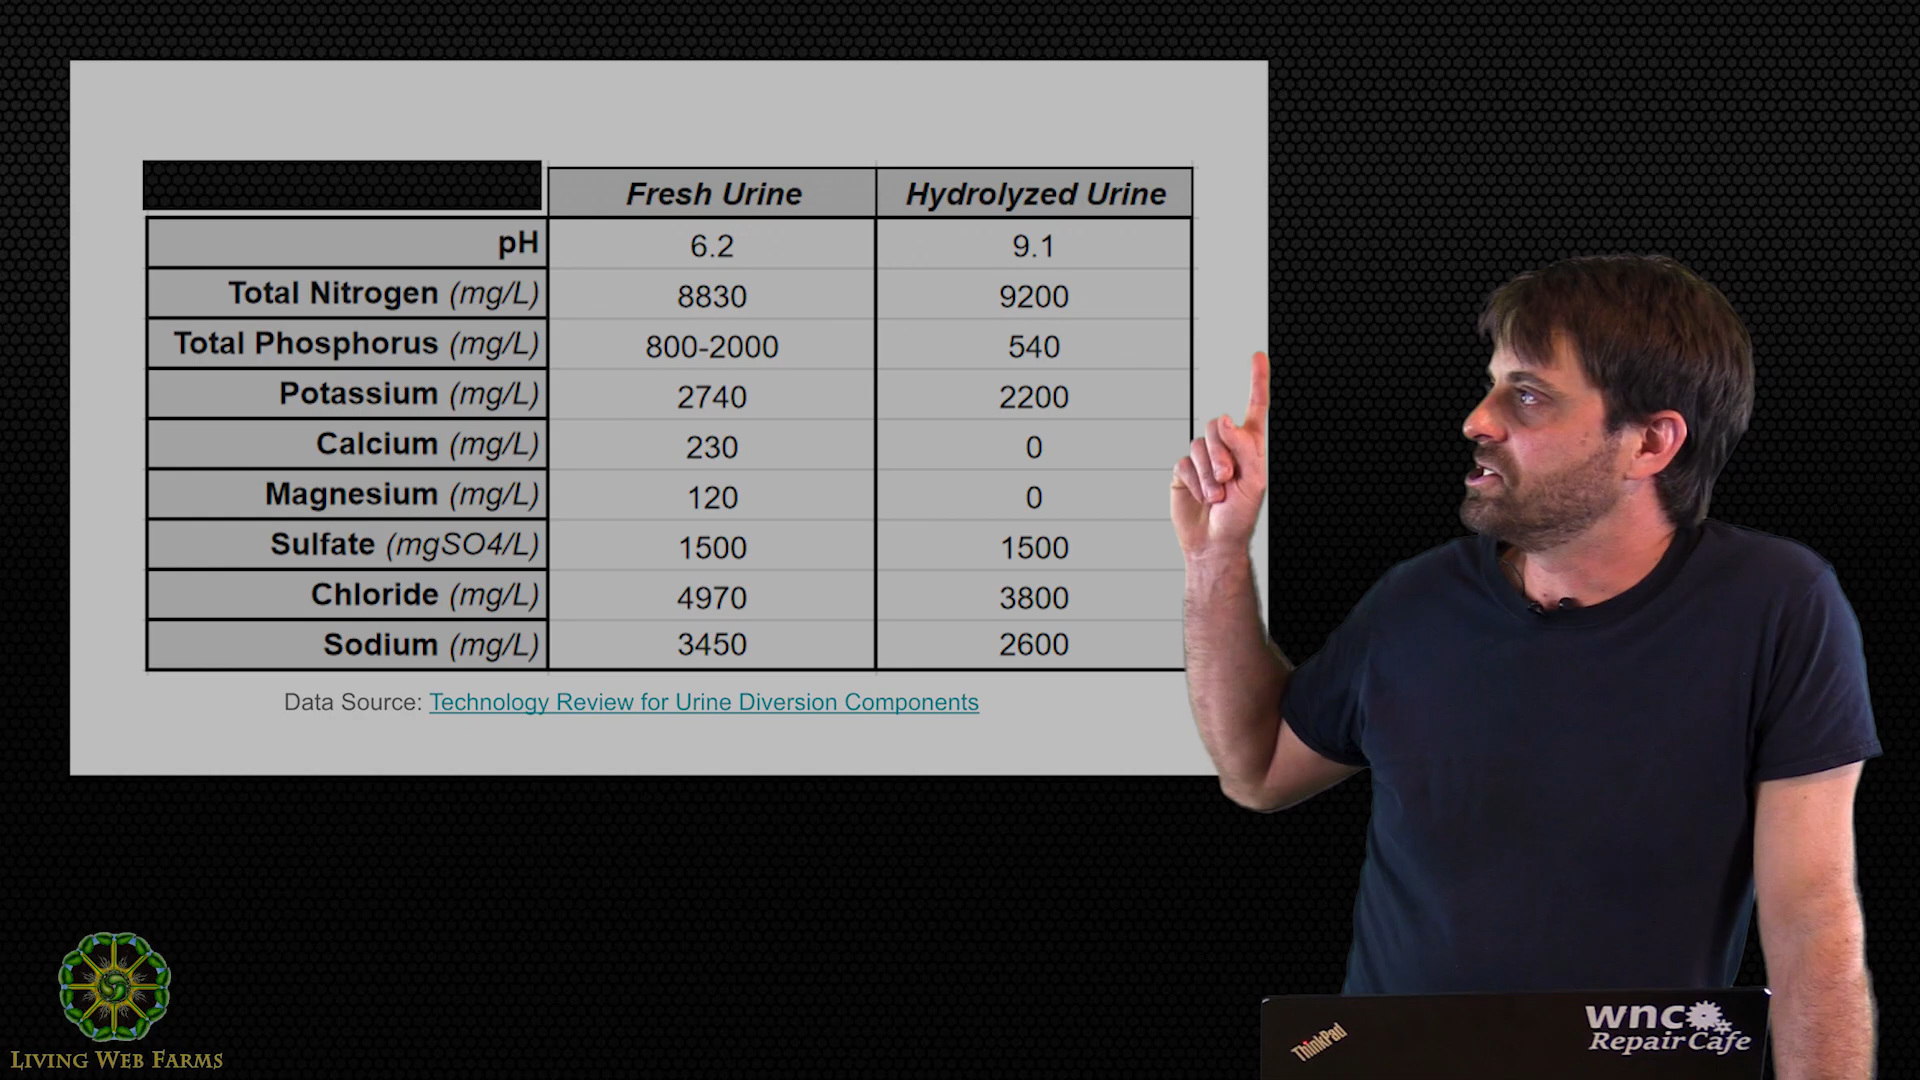 Fresh Urine Hydrolyzed Urine
pH 6.2 9.1
Total Nitrogen (mg/L) 8830 9200
Total Phosphorus (mg/L) 800-2000 540
Potassium (mg/L) 2740 2200
Calcium (mg/L) 230 0
Magnesium (mg/L) 120 0
Sulfate (mgSO4/L) 1500 1500
Chloride (mg/L) 4970 3800
Sodium (mg/L) 3450 2600
Data Source: Technology Review for Urine Diversion Components
LIVING WEB FARMS
ThinkPad
wnc
RepairCafe